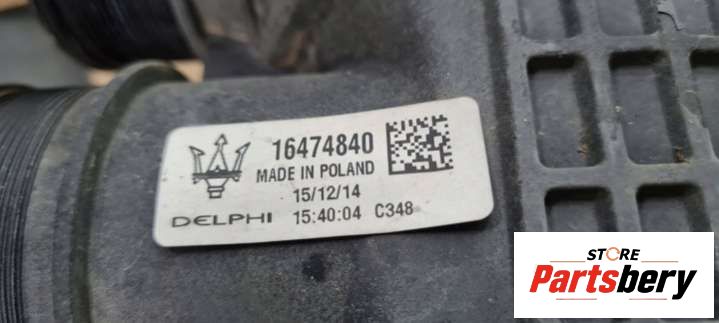 16474840
MADE IN POLAND
15/12/14
DELPHI 15:40:04 C348
STORE
Partsbery